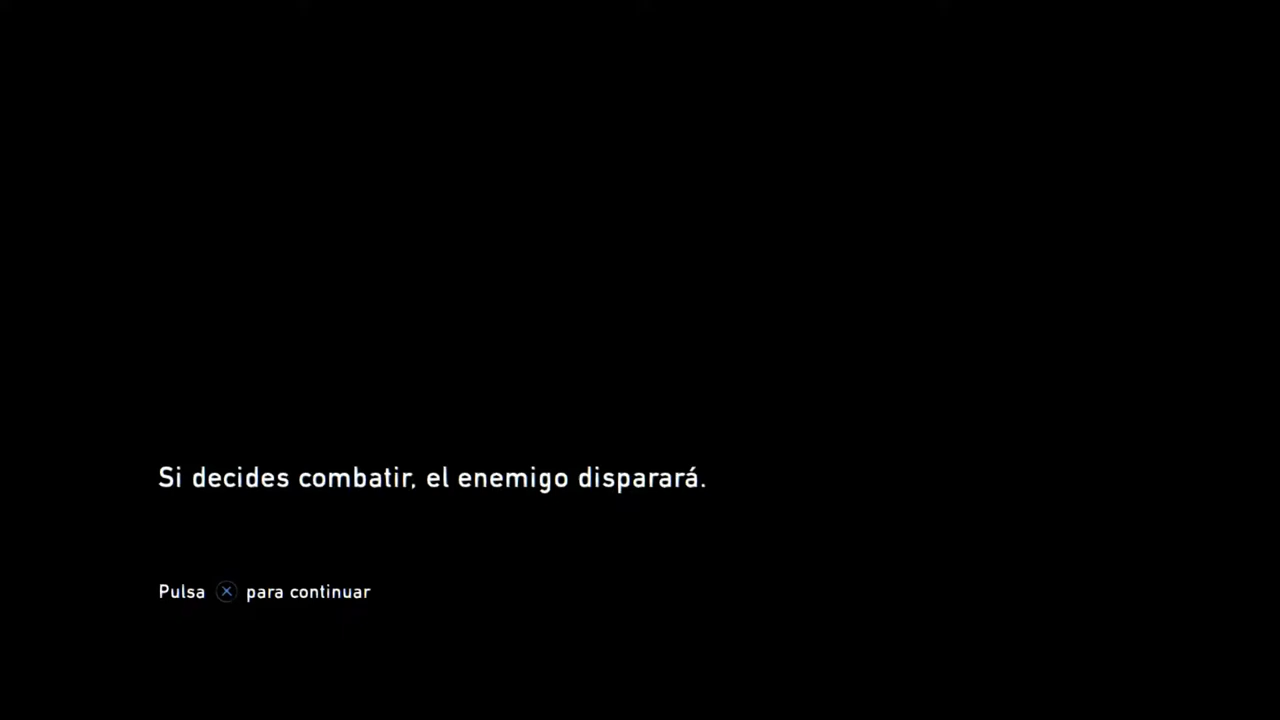 Si decides combatir, el enemigo disparará.
Pulsa ⓧ para continuar